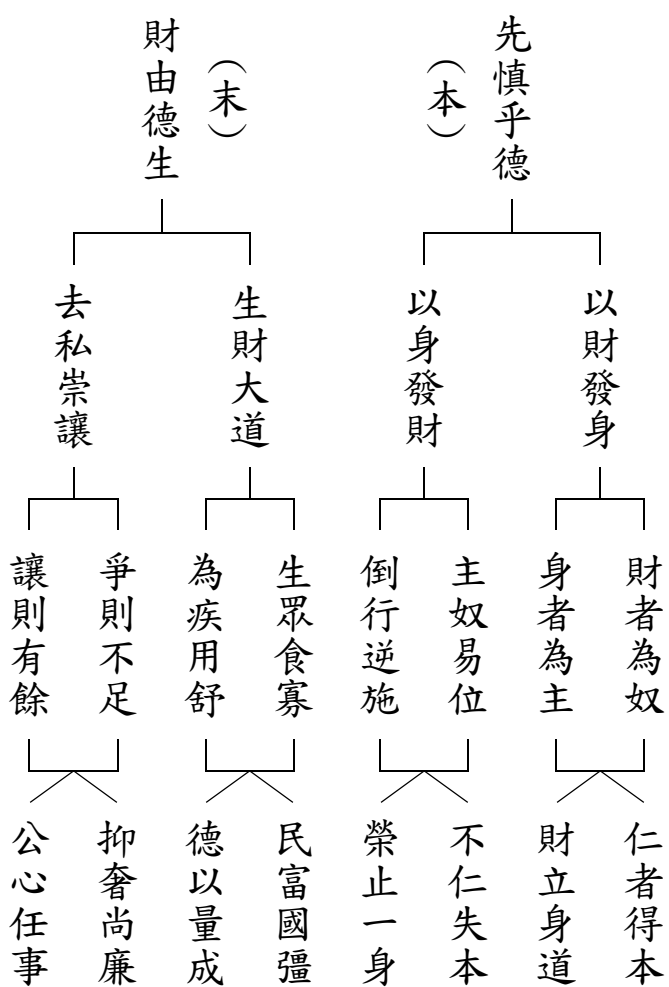 先慎乎德
（本）
財由德生
（末）
以財發身
以身發財
生財大道
去私崇讓
財者為奴
身者為主
主奴易位
倒行逆施
生眾食寡
為疾用舒
爭則不足
讓則有餘
仁者得本
財立身道
不仁失本
榮止一身
民富國彊
德以量成
抑奢尚廉
公心任事